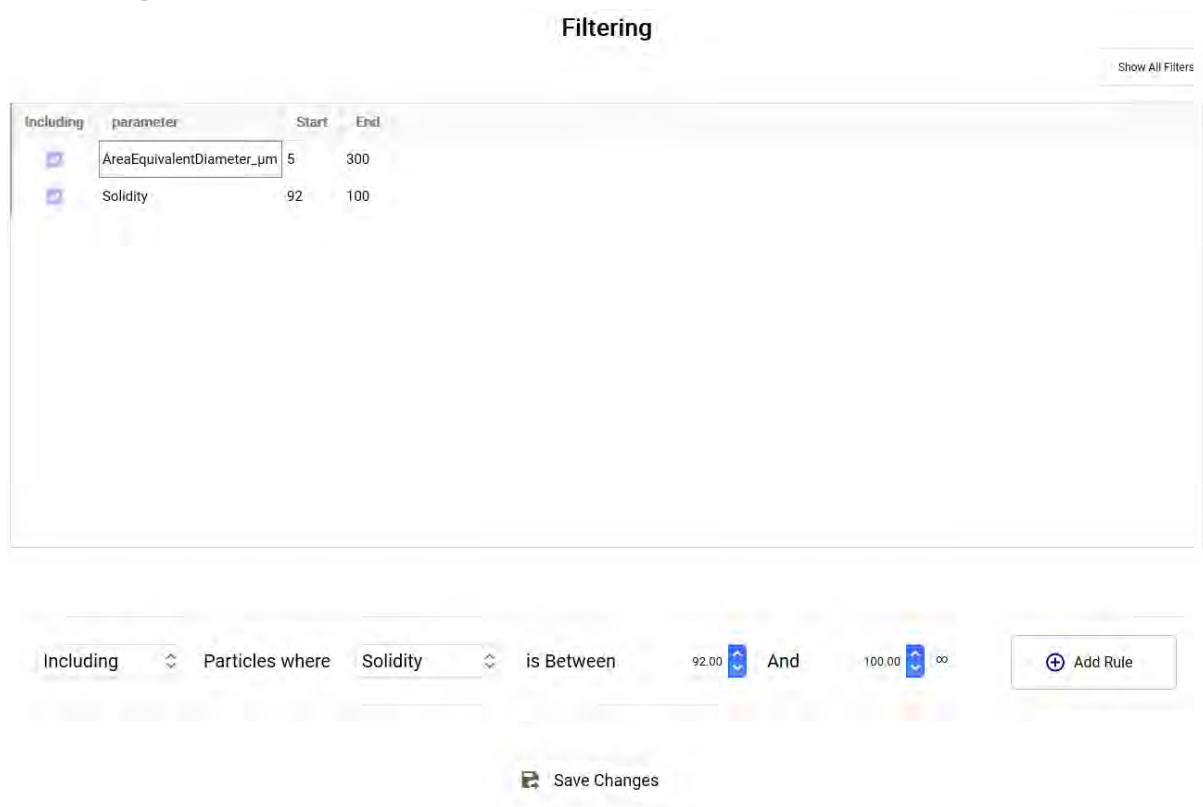 Filtering
Show All Filters
Including parameter Start End
AreaEquivalentDiameter_µm 5 300
Solidity 92 100
Including Particles where Solidity is Between 92.00 And 100.00 ∞ Add Rule
Save Changes